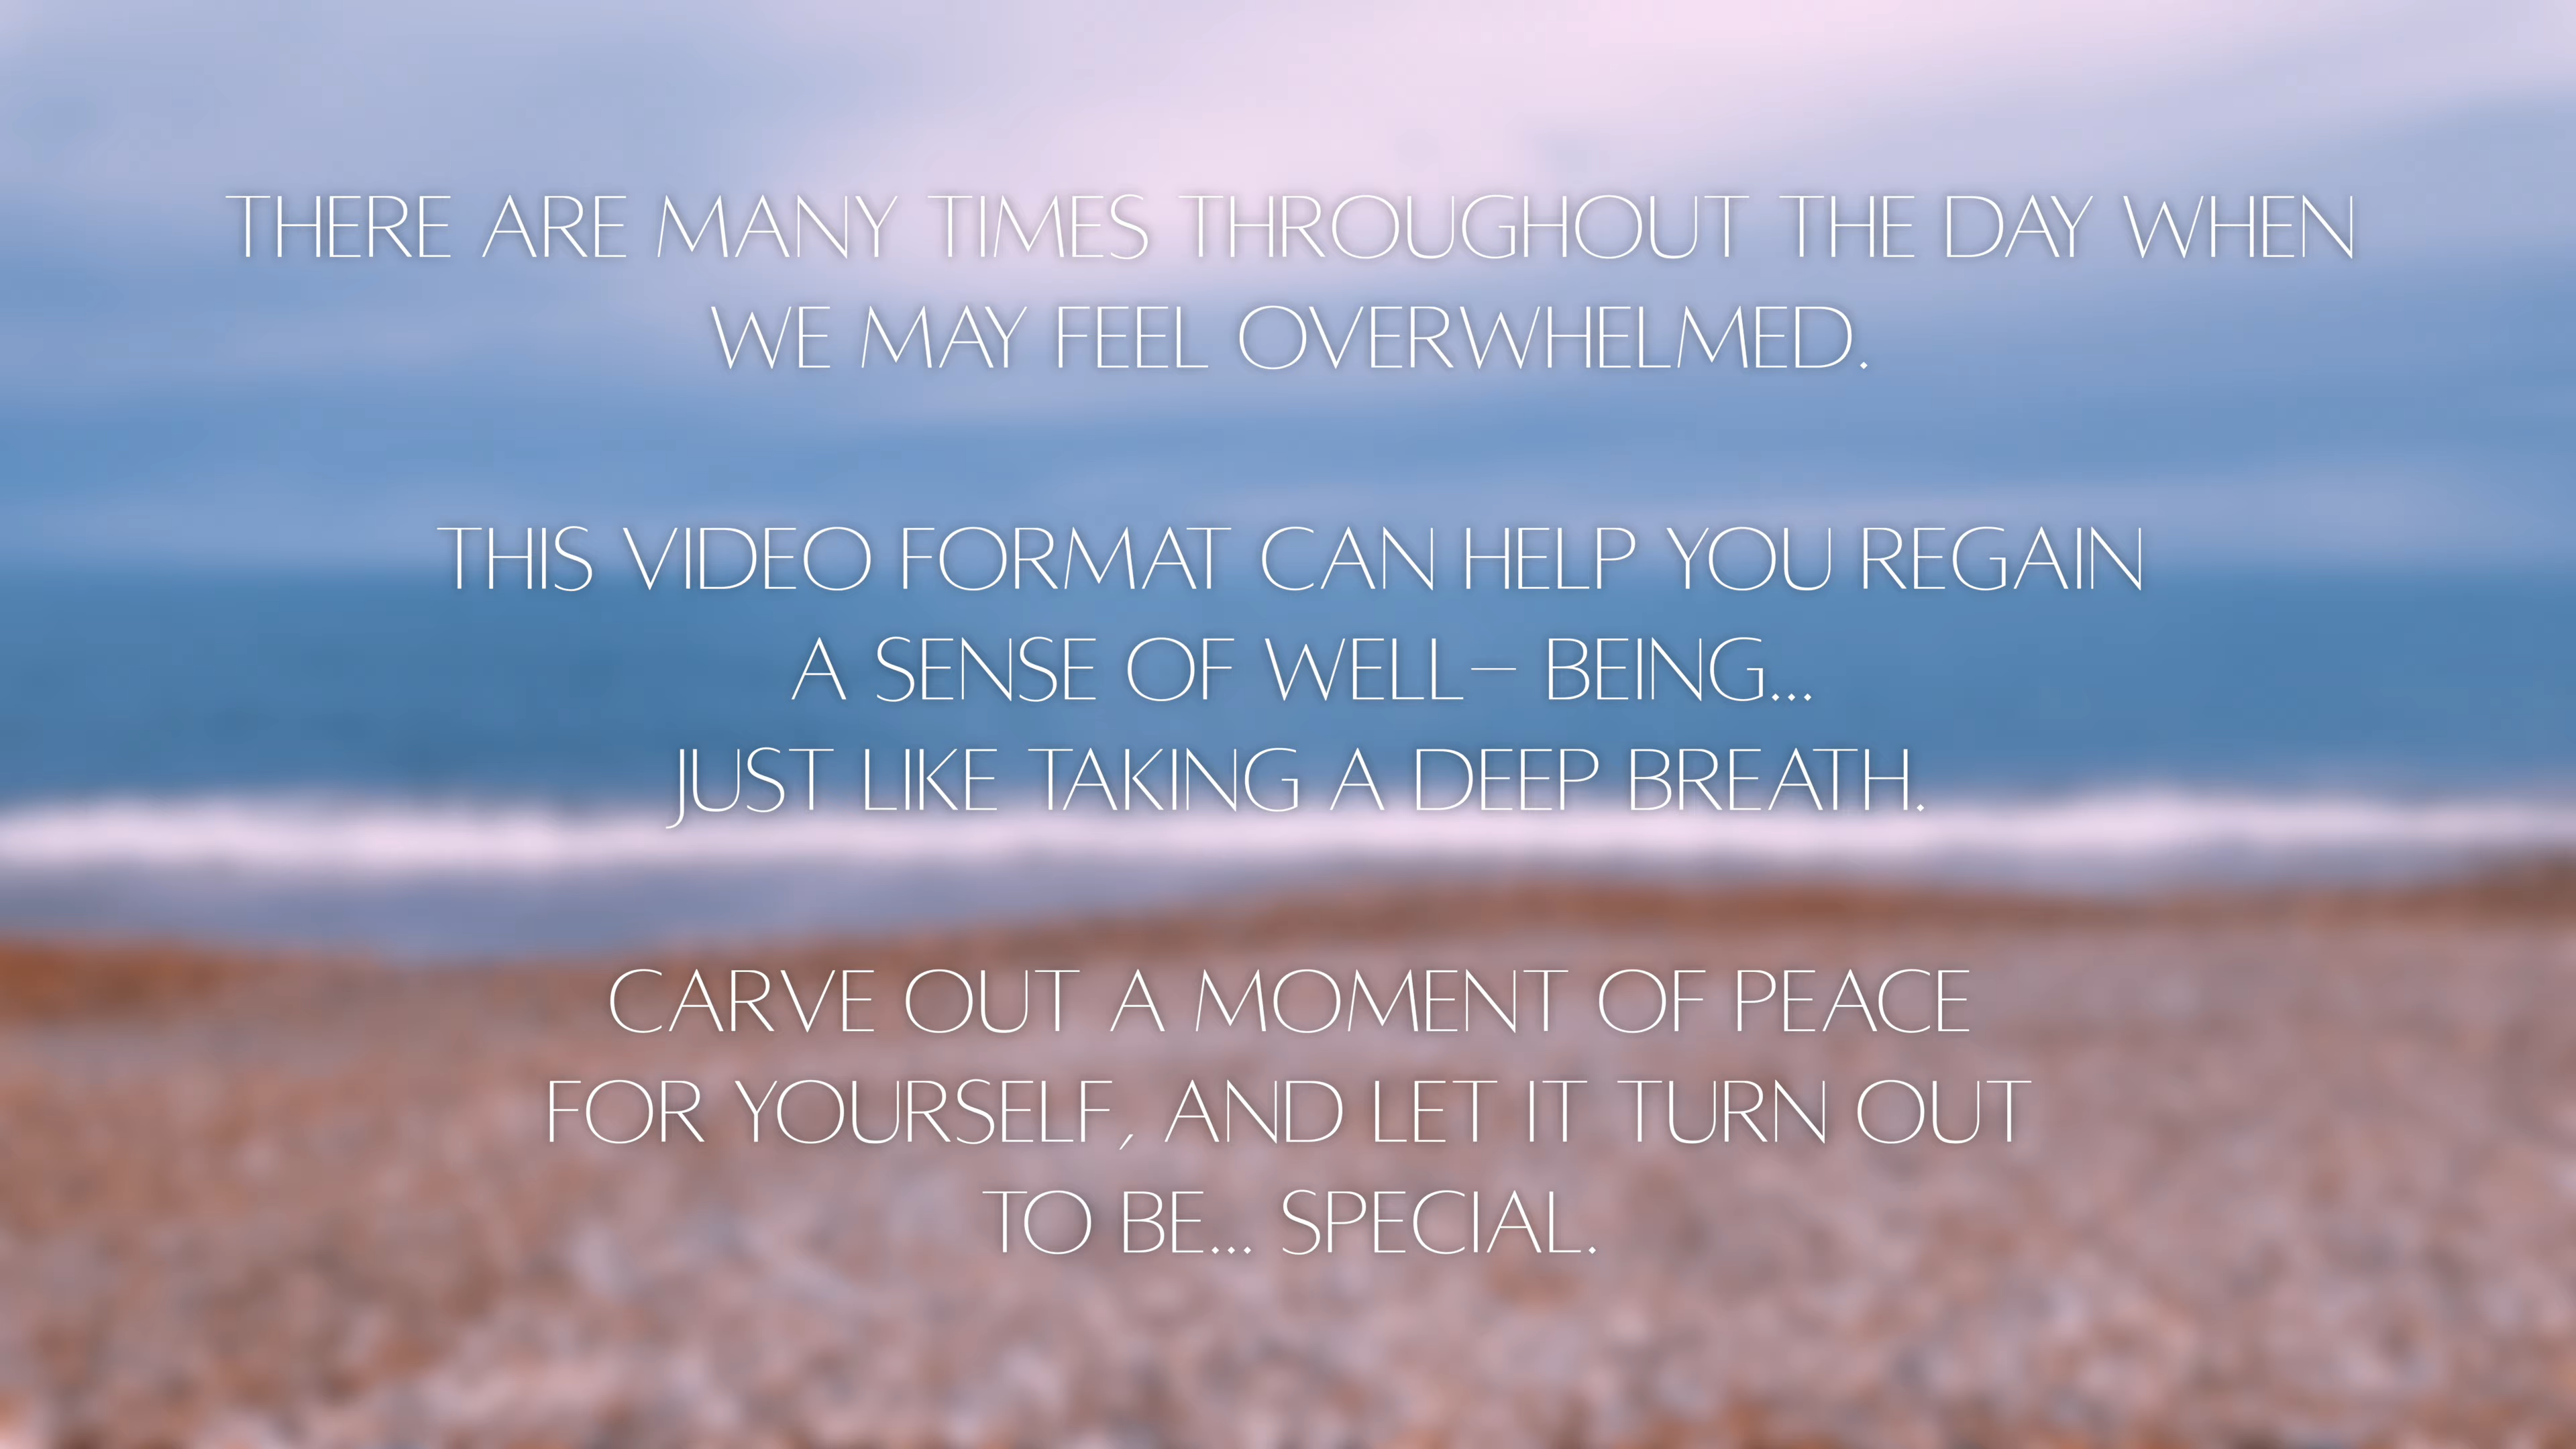 THERE ARE MANY TIMES THROUGHOUT THE DAY WHEN
WE MAY FEEL OVERWHELMED.
THIS VIDEO FORMAT CAN HELP YOU REGAIN
A SENSE OF WELL– BEING...
JUST LIKE TAKING A DEEP BREATH.
CARVE OUT A MOMENT OF PEACE
FOR YOURSELF, AND LET IT TURN OUT
TO BE... SPECIAL.